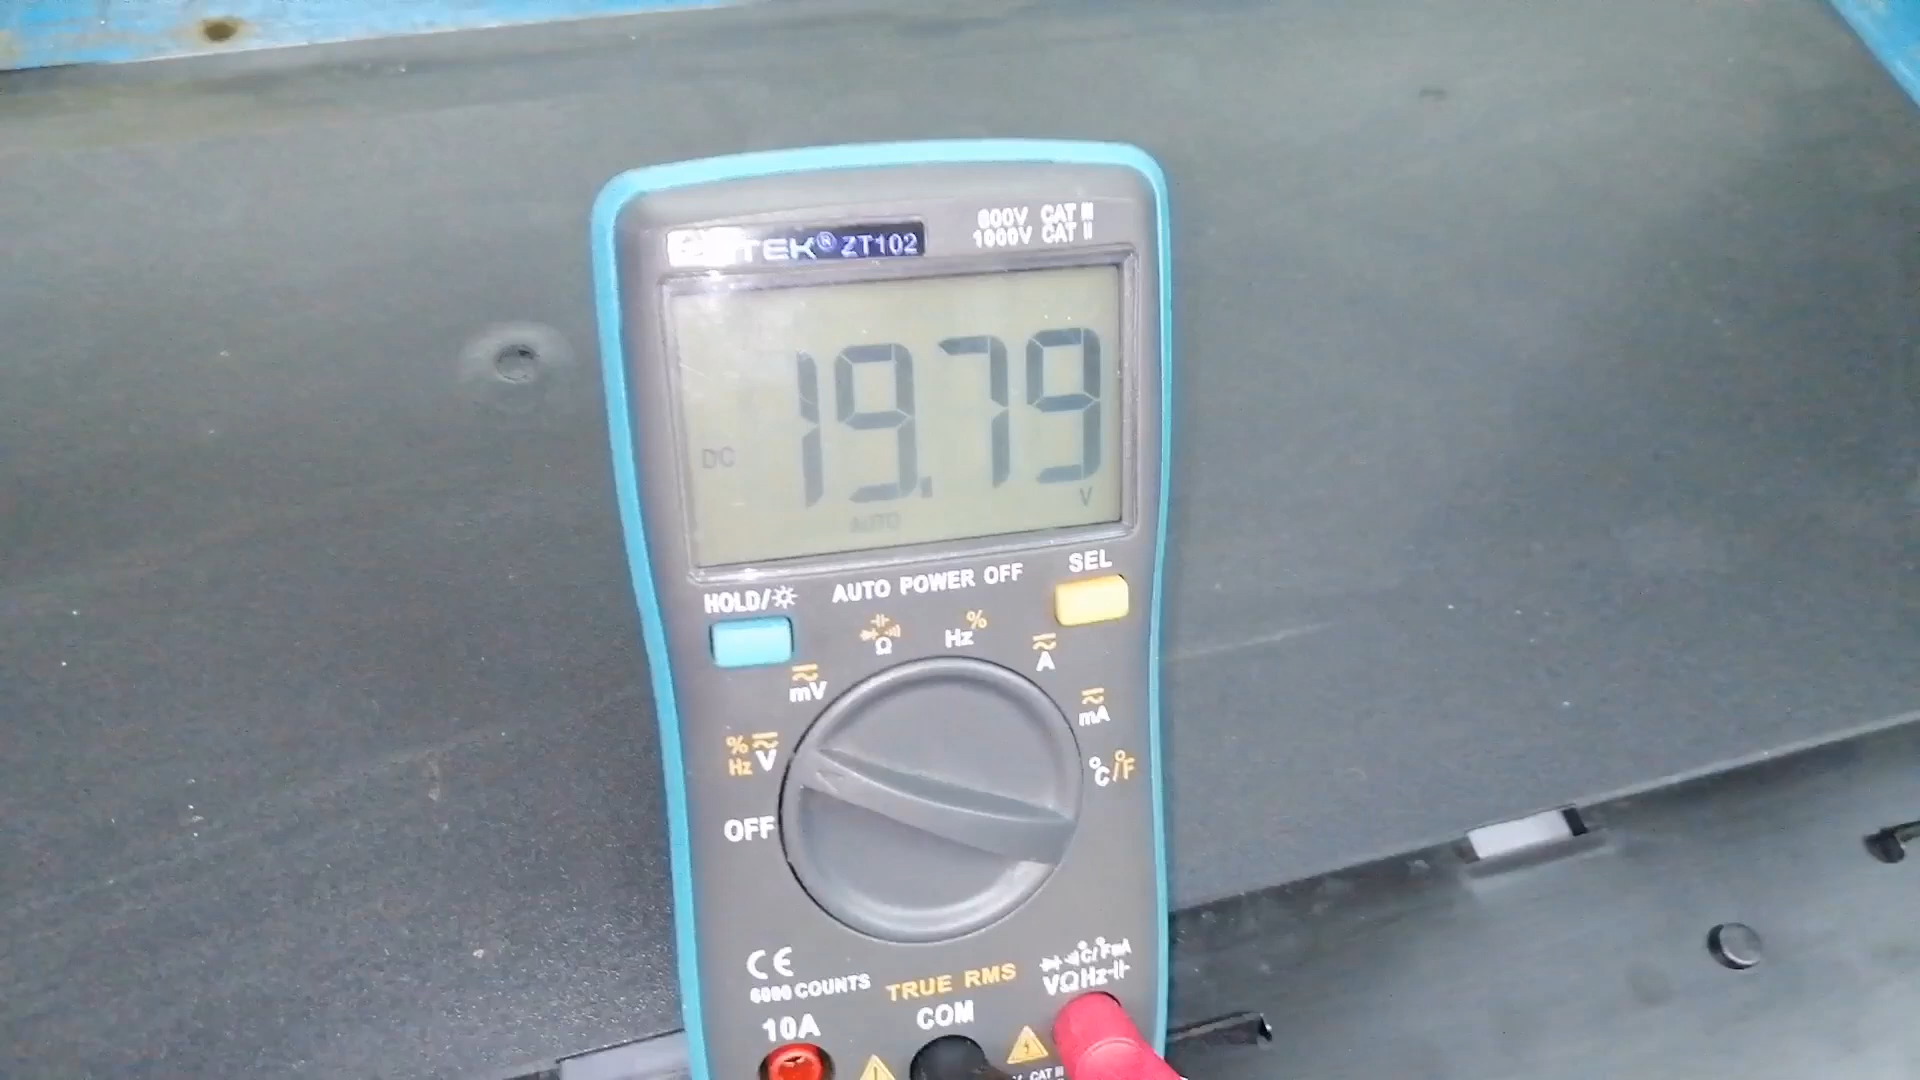 TEK® ZT102
600V CAT III
1000V CAT II
19.79
DC
V
AUTO
HOLD/
AUTO POWER OFF
SEL
Ω
Hz %
A
mV
mA
% Hz V
°C/°F
OFF
CE
6000 COUNTS
TRUE RMS
°C/°FmA
VΩHz
10A
COM